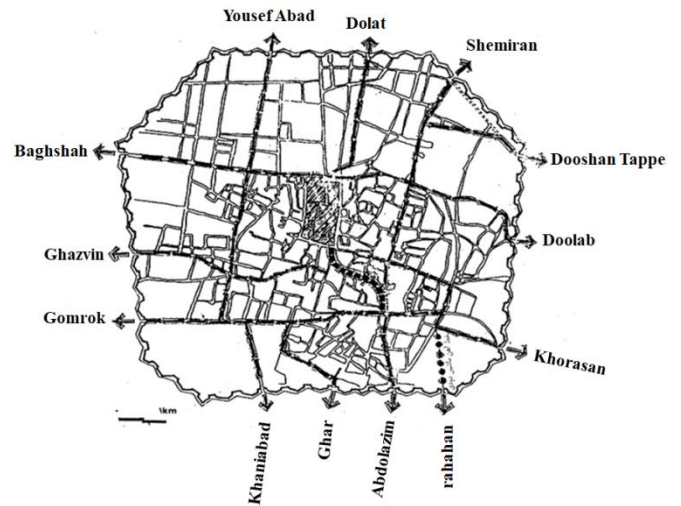 Yousef Abad
Dolat
Shemiran
Baghshah
Dooshan Tappe
Doolab
Ghazvin
Gomrok
Khorasan
1km
Khaniabad
Ghar
Abdolazim
rahahan